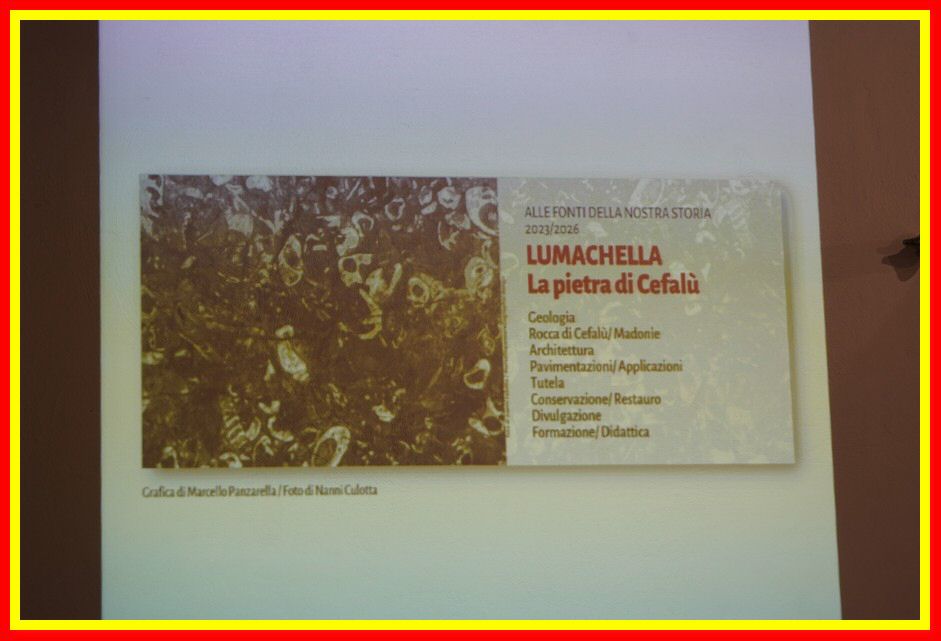 ALLE FONTI DELLA NOSTRA STORIA
2023/2026
LUMACHELLA
La pietra di Cefalù
Geologia
Rocca di Cefalù/ Madonie
Architettura
Pavimentazioni/ Applicazioni
Tutela
Conservazione/ Restauro
Divulgazione
Formazione/ Didattica
Grafica di Marcello Panzarella / Foto di Nanni Culotta